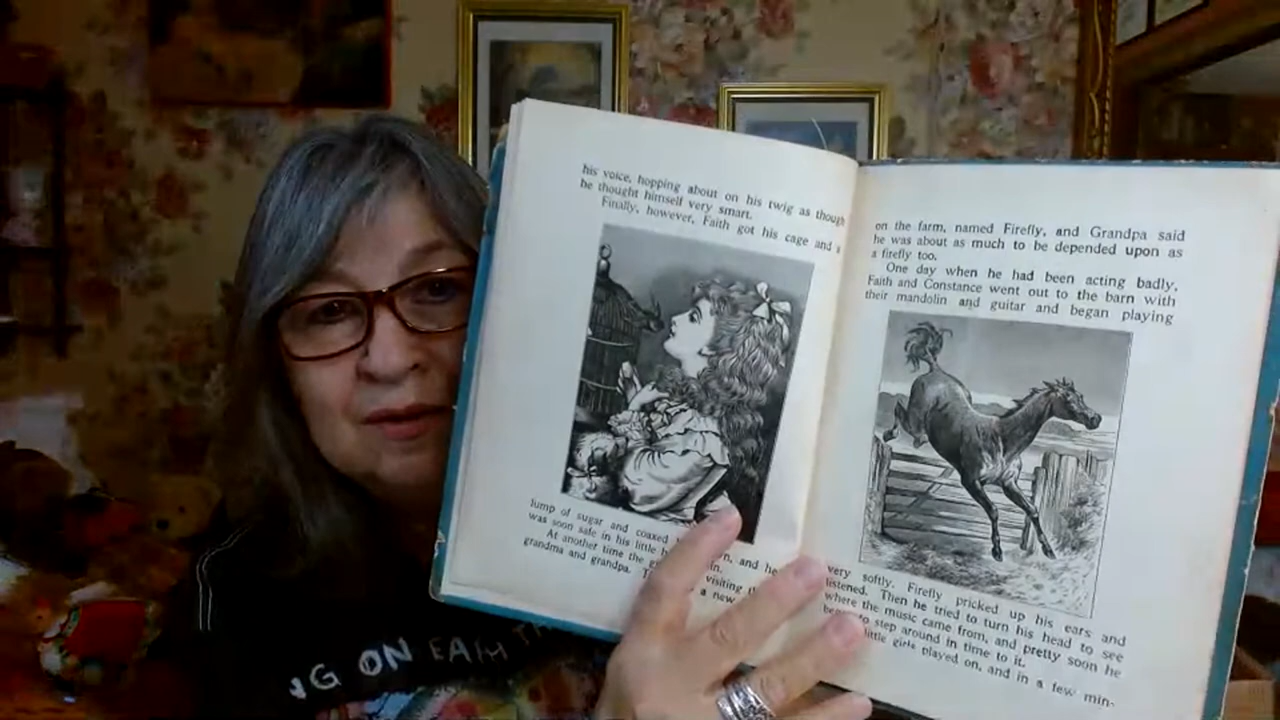 his voice, hopping about on his twig as though
he thought himself very smart.
Finally, however, Faith got his cage and a
lump of sugar and coaxed
was soon safe in his little
At another time the
visiting
grandma and grandpa.
a new
on the farm, named Firefly, and Grandpa said
he was about as much to be depended upon as
a firefly too.
One day when he had been acting badly,
Faith and Constance went out to the barn with
their mandolin and guitar and began playing
very softly. Firefly pricked up his ears and
listened. Then he tried to turn his head to see
where the music came from, and pretty soon he
to step around in time to it.
little girls played on, and in a few min-
NG ON EARTH